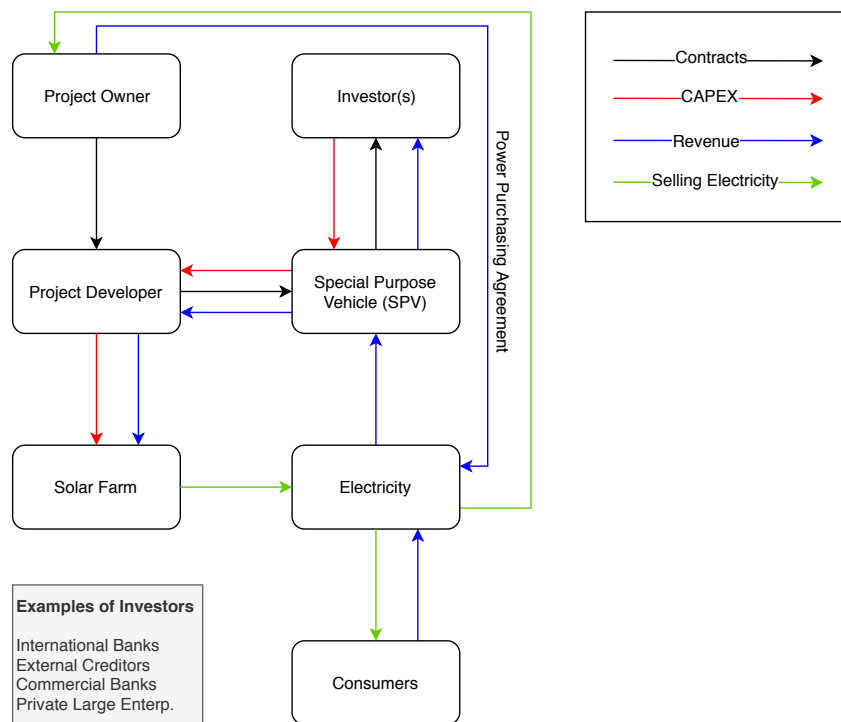 Project Owner
Investor(s)
Contracts
CAPEX
Revenue
Selling Electricity
Power Purchasing Agreement
Project Developer
Special Purpose
Vehicle (SPV)
Solar Farm
Electricity
Examples of Investors
International Banks
External Creditors
Commercial Banks
Private Large Enterp.
Consumers